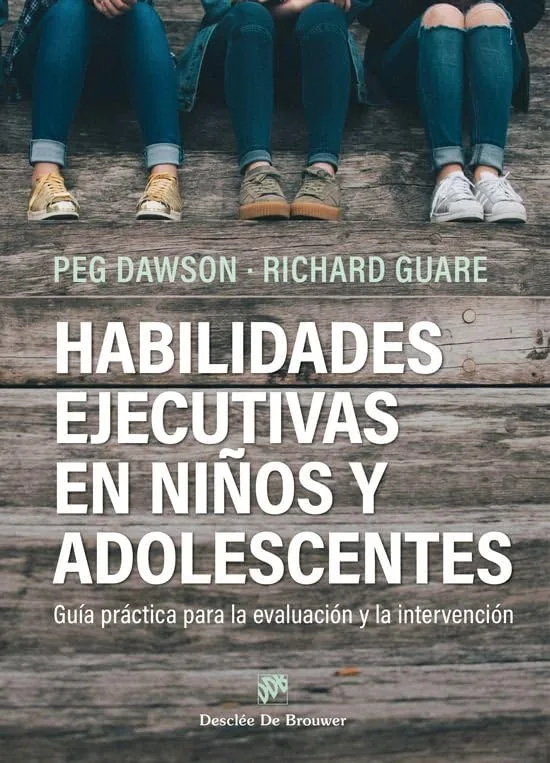 PEG DAWSON · RICHARD GUARE
HABILIDADES
EJECUTIVAS
EN NIÑOS Y
ADOLESCENTES
Guía práctica para la evaluación y la intervención
DDB
Desclée De Brouwer